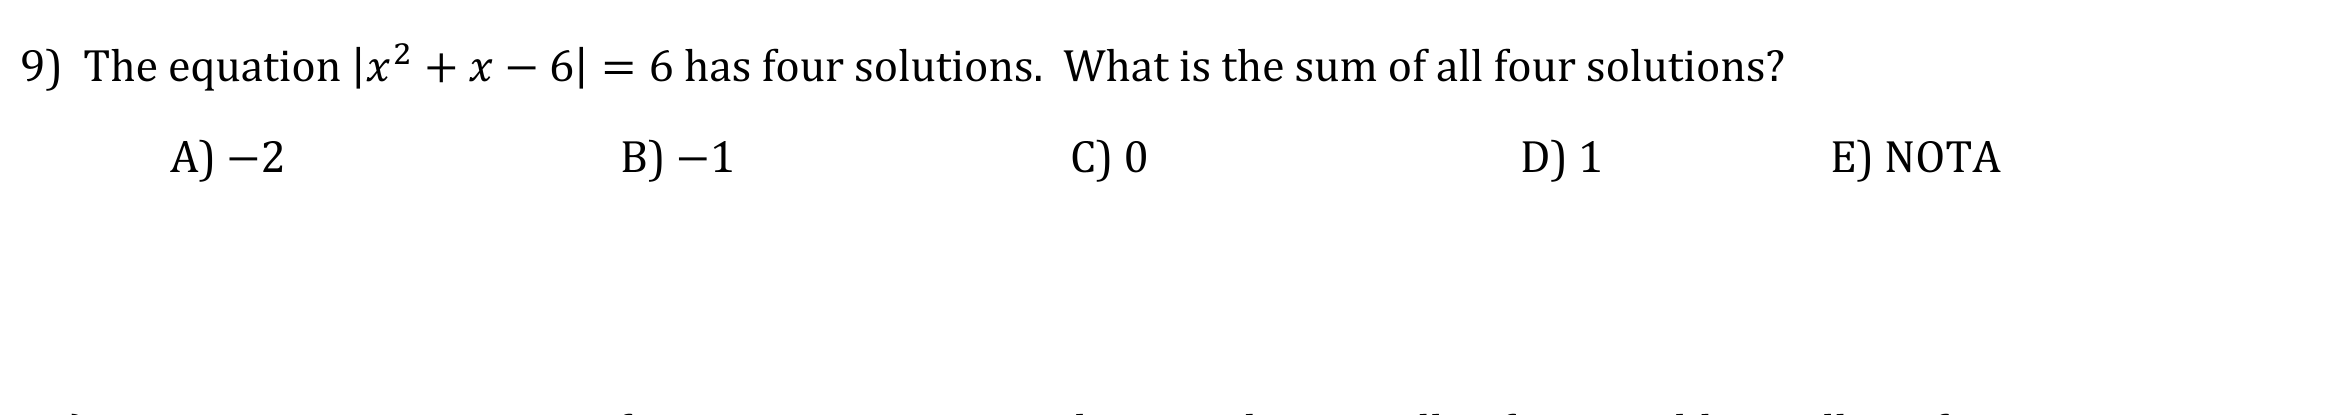 9) The equation |x² + x − 6| = 6 has four solutions. What is the sum of all four solutions?
A) −2 B) −1 C) 0 D) 1 E) NOTA